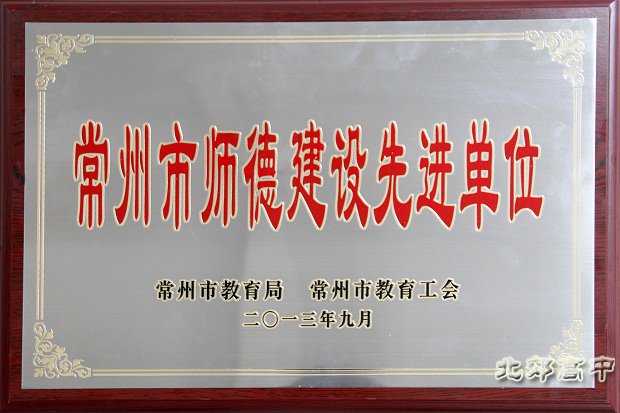 常州市师德建设先进单位
常州市教育局 常州市教育工会
二〇一三年九月
北郊高中